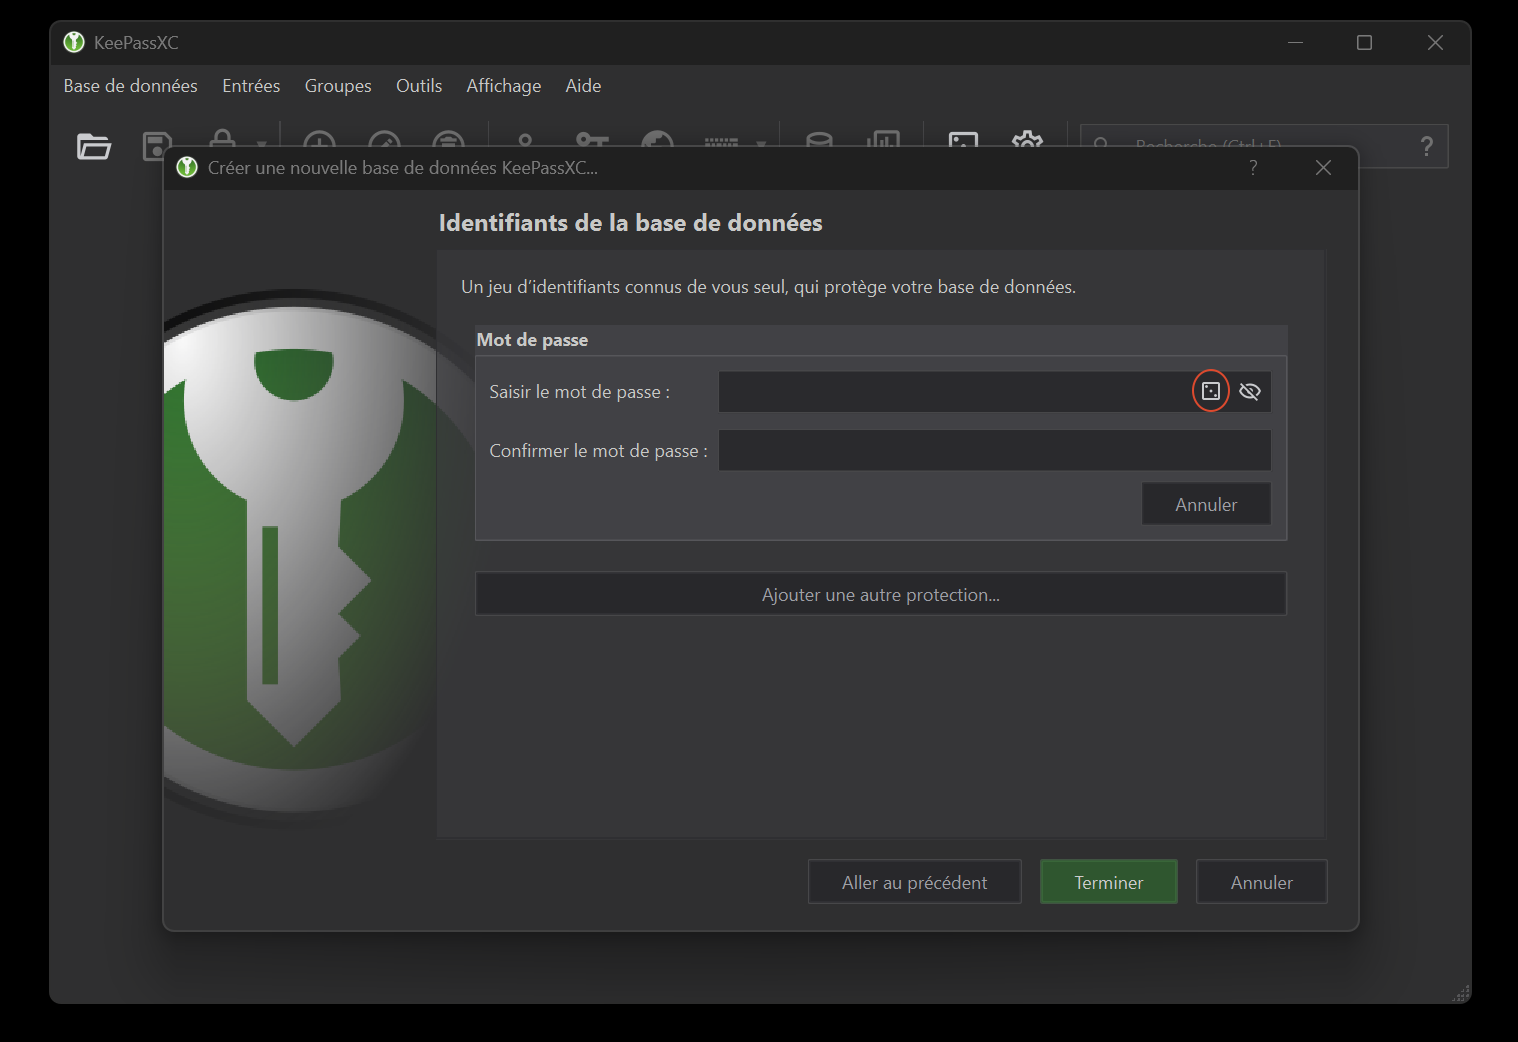 KeePassXC
Base de données Entrées Groupes Outils Affichage Aide
Recherche (Ctrl+F) ?
Créer une nouvelle base de données KeePassXC... ?
Identifiants de la base de données
Un jeu d’identifiants connus de vous seul, qui protège votre base de données.
Mot de passe
Saisir le mot de passe :
Confirmer le mot de passe :
Annuler
Ajouter une autre protection...
Aller au précédent Terminer Annuler